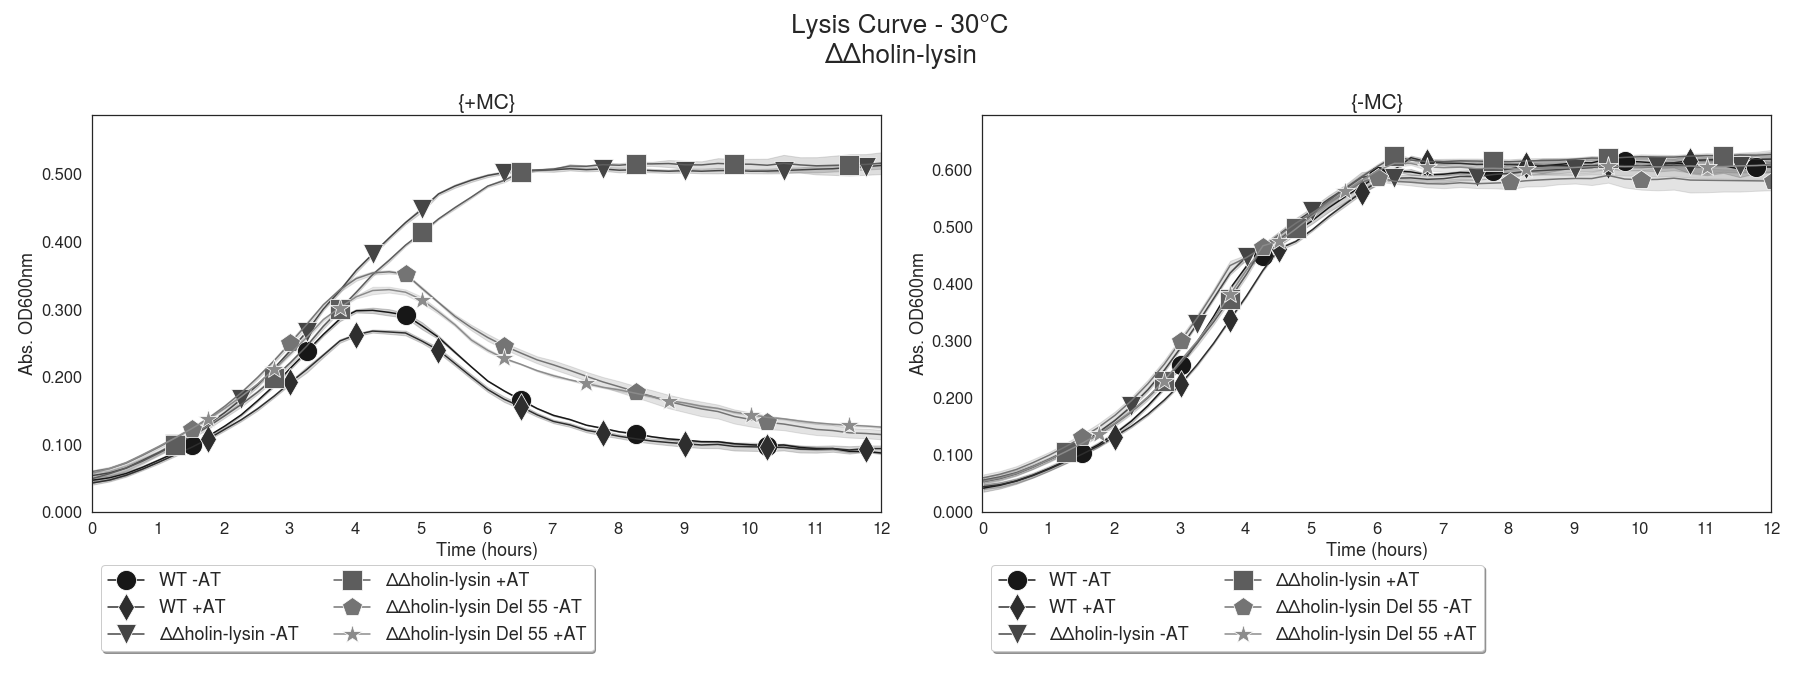 Lysis Curve - 30°C
ΔΔholin-lysin
{+MC}
Abs. OD600nm
0.500
0.400
0.300
0.200
0.100
0.000
0 1 2 3 4 5 6 7 8 9 10 11 12
Time (hours)
WT -AT
WT +AT
ΔΔholin-lysin -AT
ΔΔholin-lysin +AT
ΔΔholin-lysin Del 55 -AT
ΔΔholin-lysin Del 55 +AT
{-MC}
Abs. OD600nm
0.600
0.500
0.400
0.300
0.200
0.100
0.000
0 1 2 3 4 5 6 7 8 9 10 11 12
Time (hours)
WT -AT
WT +AT
ΔΔholin-lysin -AT
ΔΔholin-lysin +AT
ΔΔholin-lysin Del 55 -AT
ΔΔholin-lysin Del 55 +AT